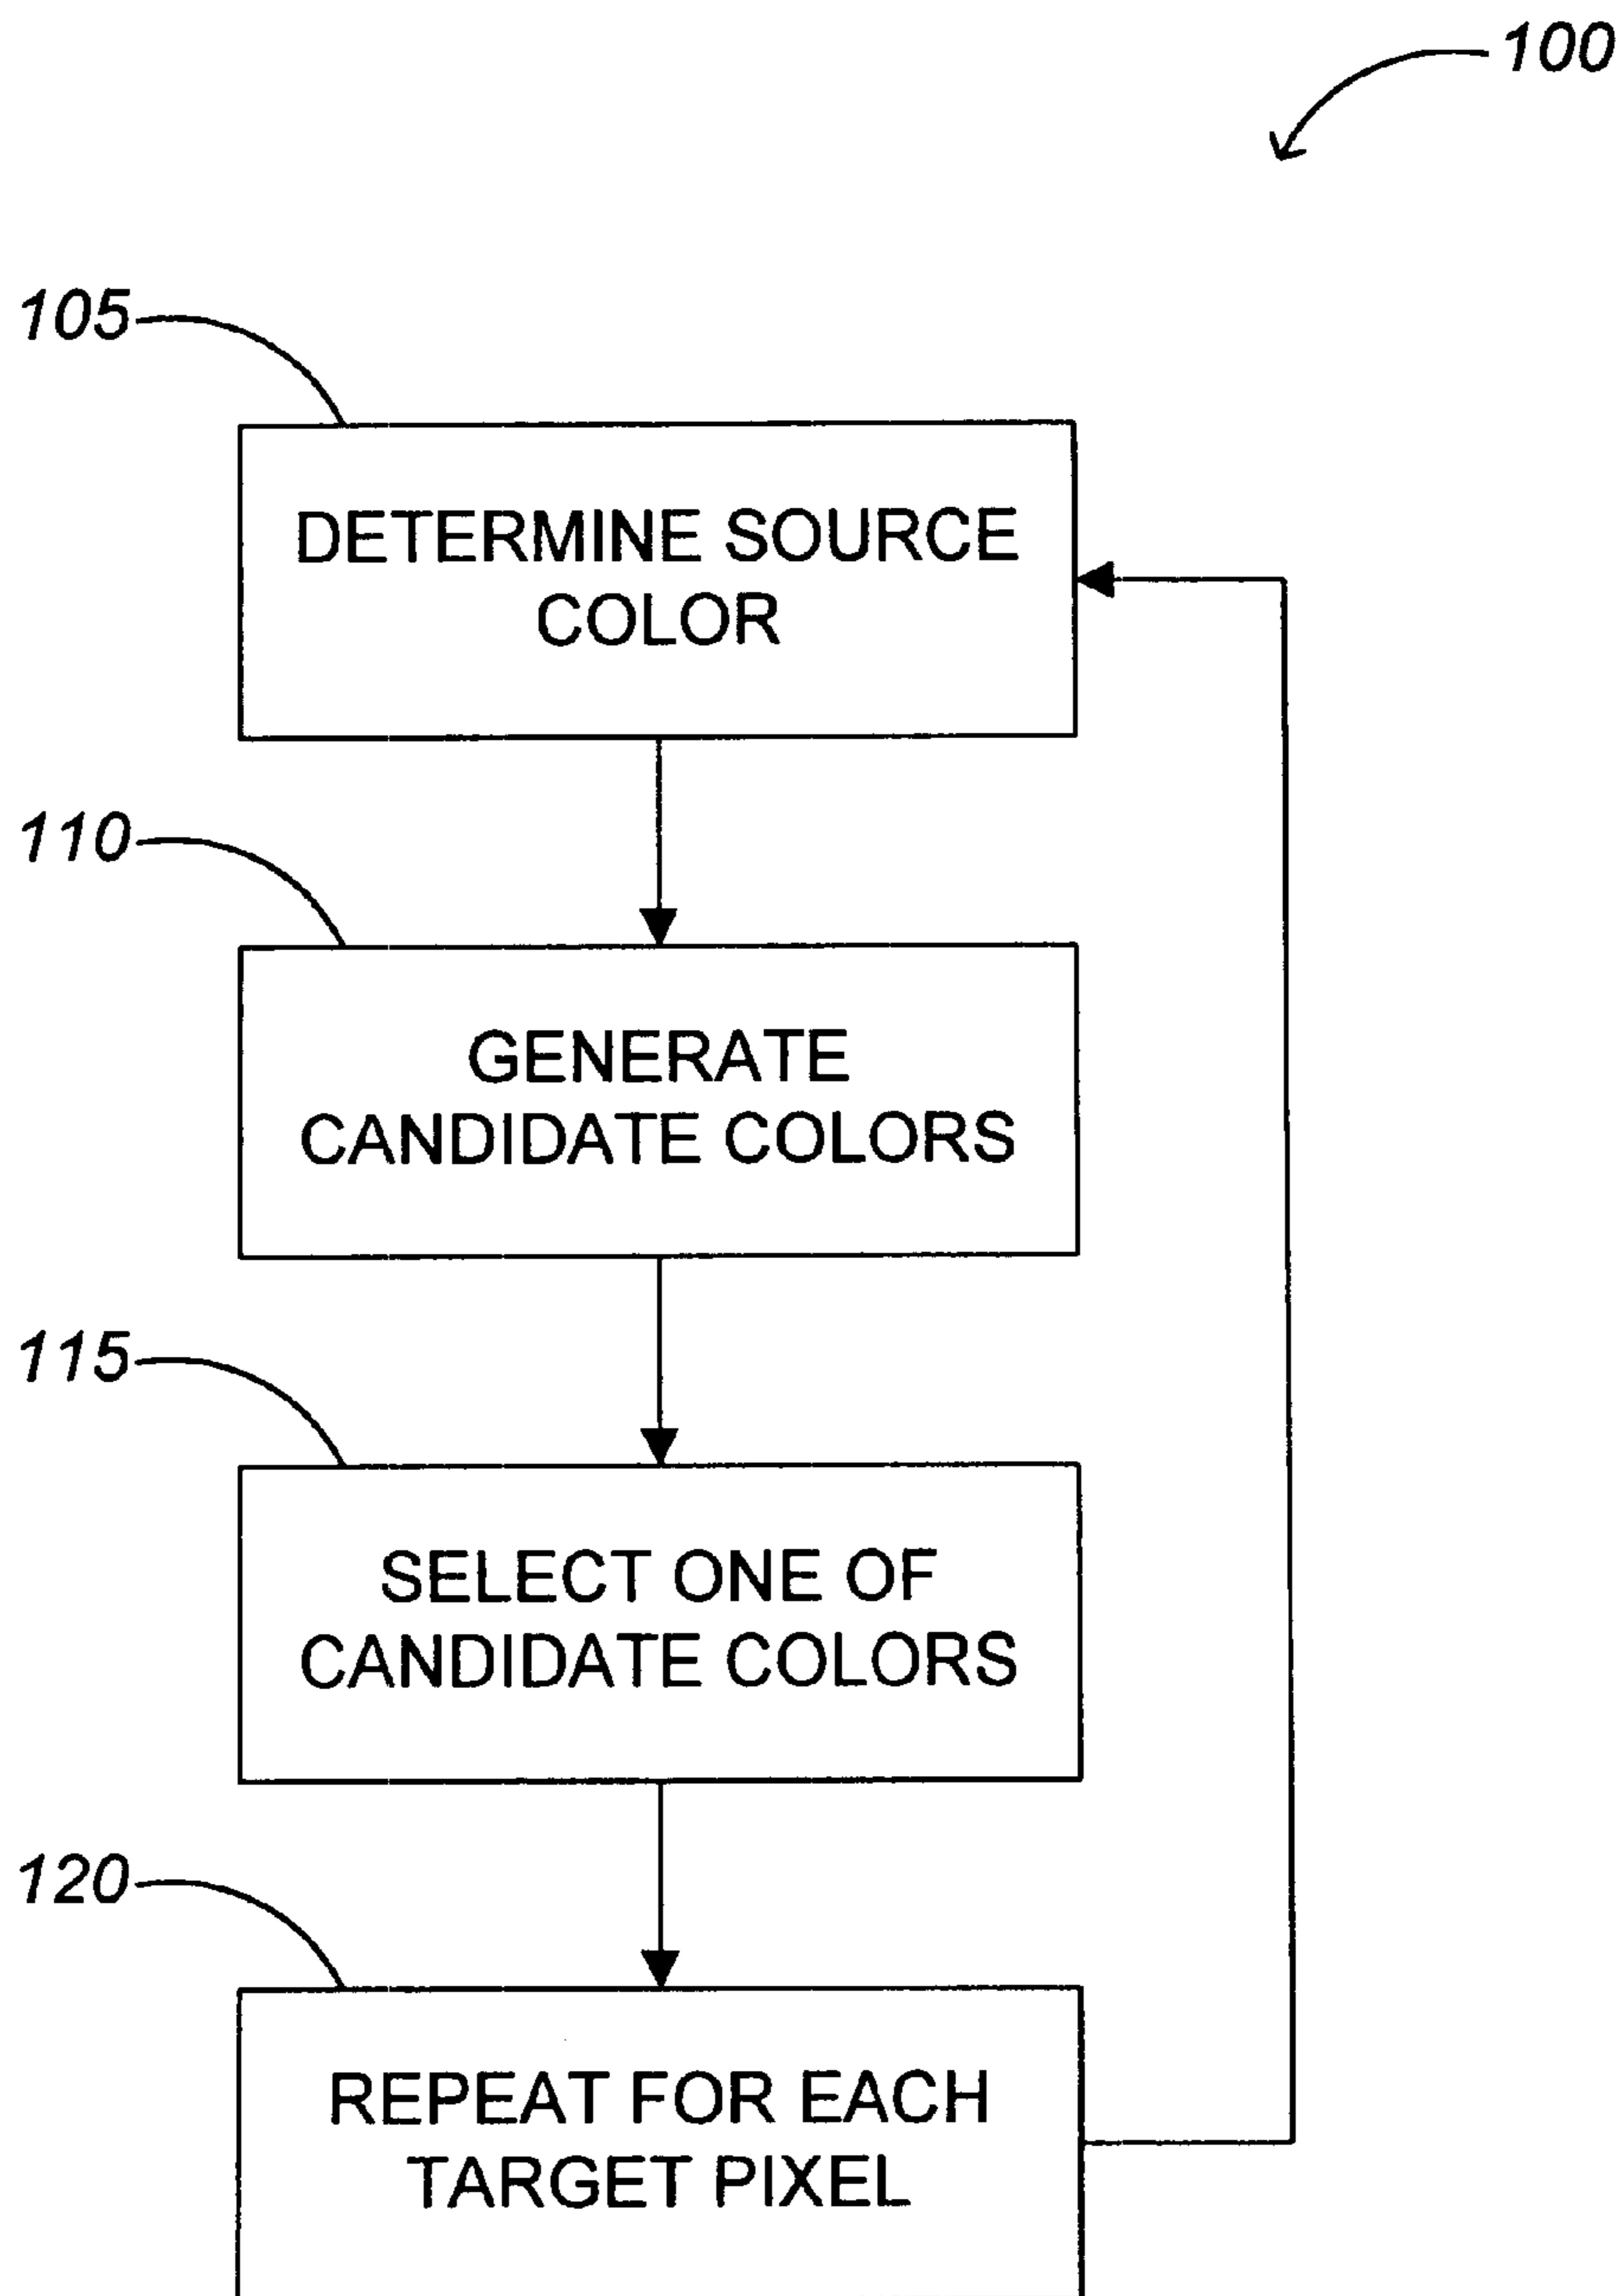 100
105
DETERMINE SOURCE
COLOR
110
GENERATE
CANDIDATE COLORS
115
SELECT ONE OF
CANDIDATE COLORS
120
REPEAT FOR EACH
TARGET PIXEL